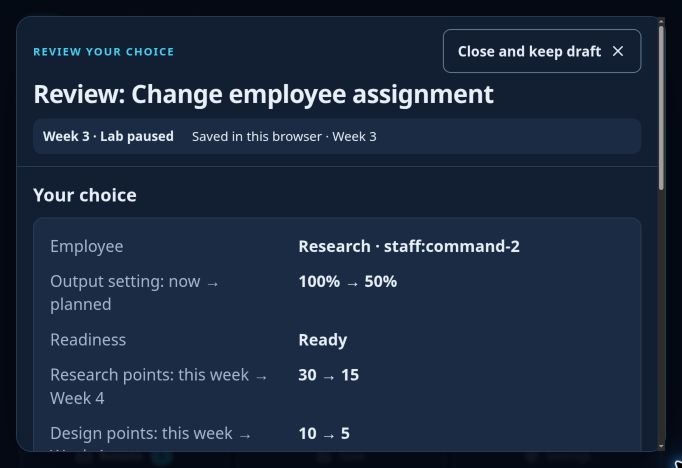 REVIEW YOUR CHOICE
Close and keep draft
Review: Change employee assignment
Week 3 · Lab paused Saved in this browser · Week 3
Your choice
Employee Research · staff:command-2
Output setting: now → 100% → 50%
planned
Readiness Ready
Research points: this week → 30 → 15
Week 4
Design points: this week → 10 → 5